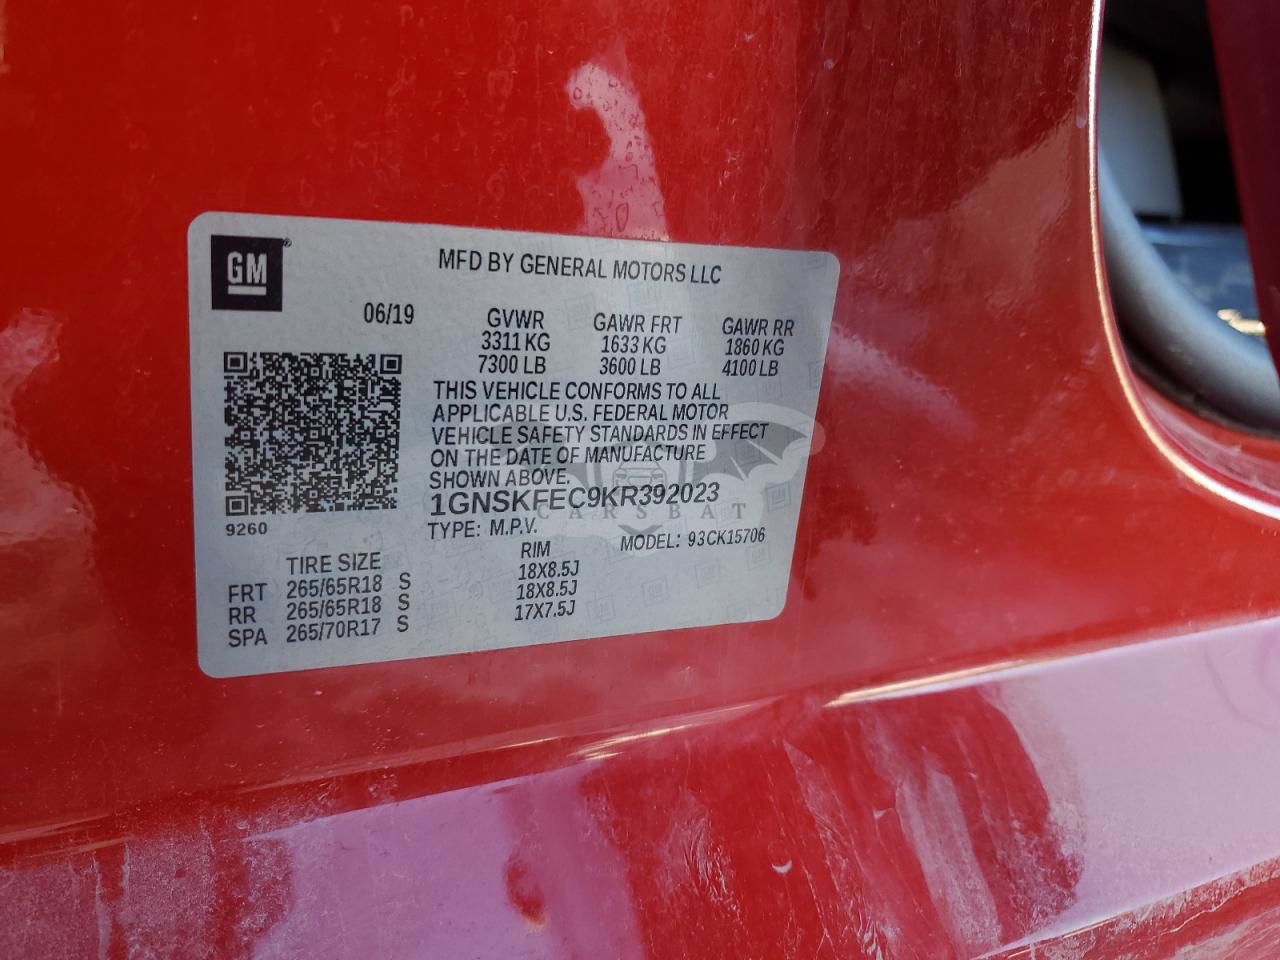 GM
MFD BY GENERAL MOTORS LLC
06/19
GVWR GAWR FRT GAWR RR
3311 KG 1633 KG 1860 KG
7300 LB 3600 LB 4100 LB
THIS VEHICLE CONFORMS TO ALL
APPLICABLE U.S. FEDERAL MOTOR
VEHICLE SAFETY STANDARDS IN EFFECT
ON THE DATE OF MANUFACTURE
SHOWN ABOVE.
1GNSKFEC9KR392023
CARSBAT
9260
TYPE: M.P.V. MODEL: 93CK15706
TIRE SIZE RIM
FRT 265/65R18 S 18X8.5J
RR 265/65R18 S 18X8.5J
SPA 265/70R17 S 17X7.5J